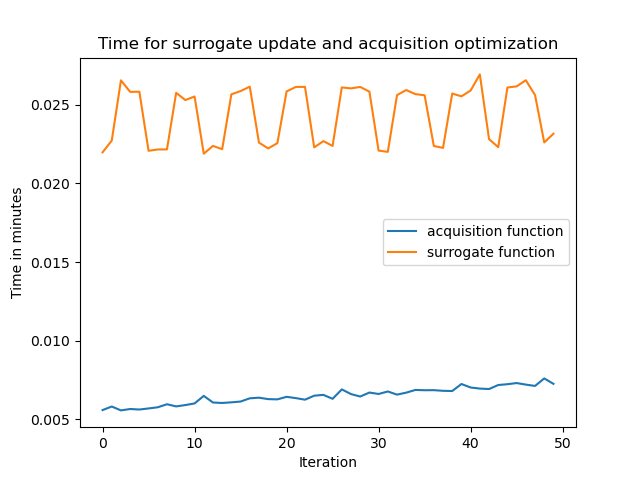 Time for surrogate update and acquisition optimization
0.025
0.020
0.015
0.010
0.005
Time in minutes
acquisition function
surrogate function
0 10 20 30 40 50
Iteration